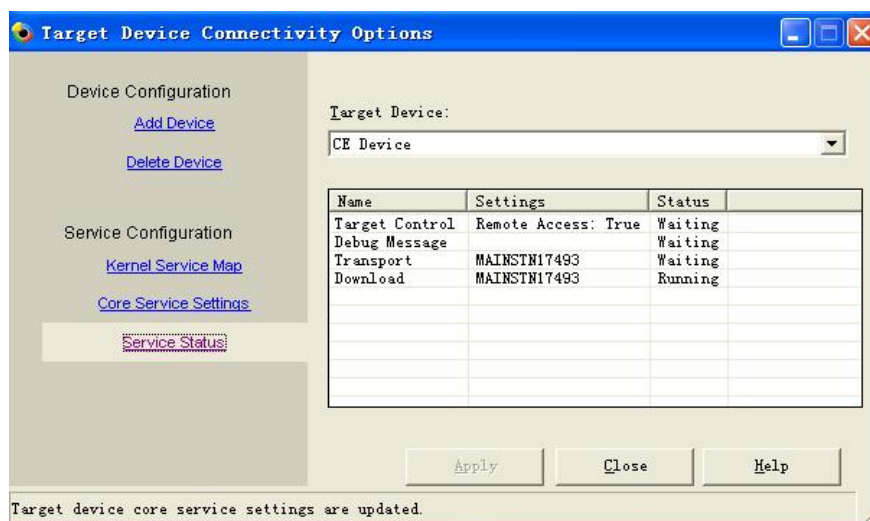 Target Device Connectivity Options
Device Configuration
Add Device
Delete Device
Service Configuration
Kernel Service Map
Core Service Settings
Service Status
Target Device:
CE Device
Name Settings Status
Target Control Remote Access: True Waiting
Debug Message Waiting
Transport MAINSTN17493 Waiting
Download MAINSTN17493 Running
Apply Close Help
Target device core service settings are updated.